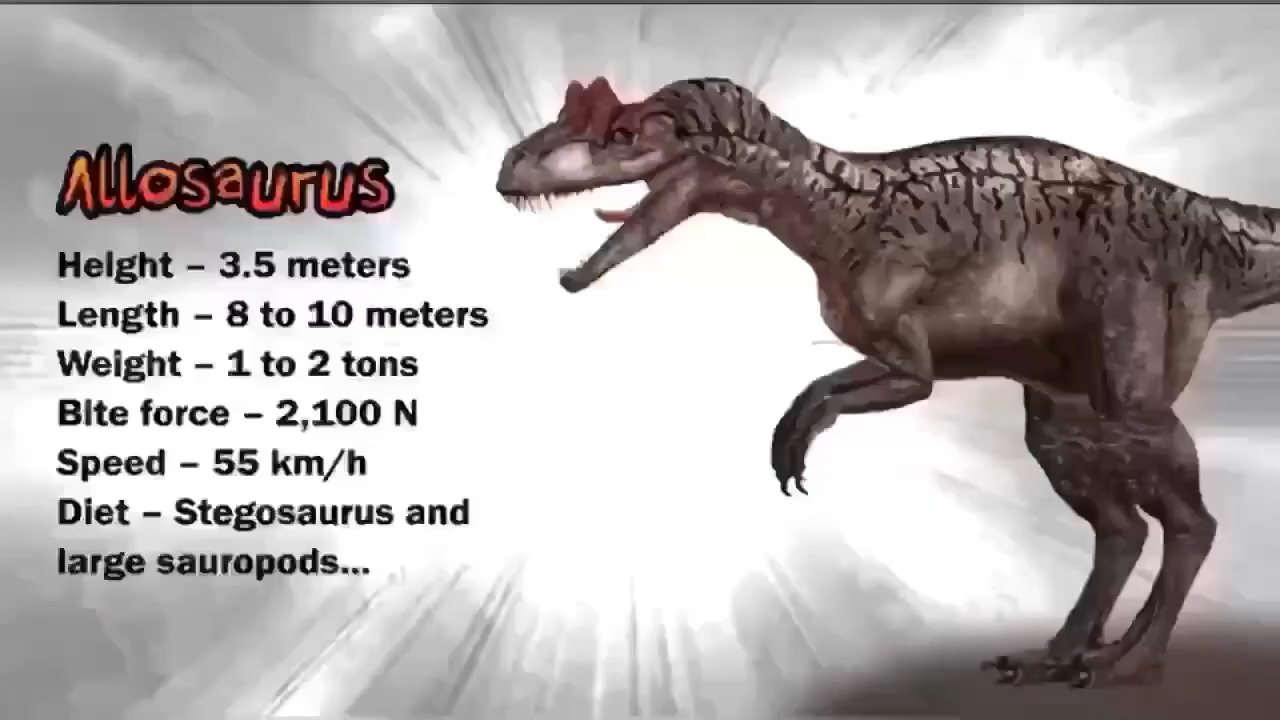 Allosaurus
Height – 3.5 meters
Length – 8 to 10 meters
Weight – 1 to 2 tons
Bite force – 2,100 N
Speed – 55 km/h
Diet – Stegosaurus and
large sauropods...